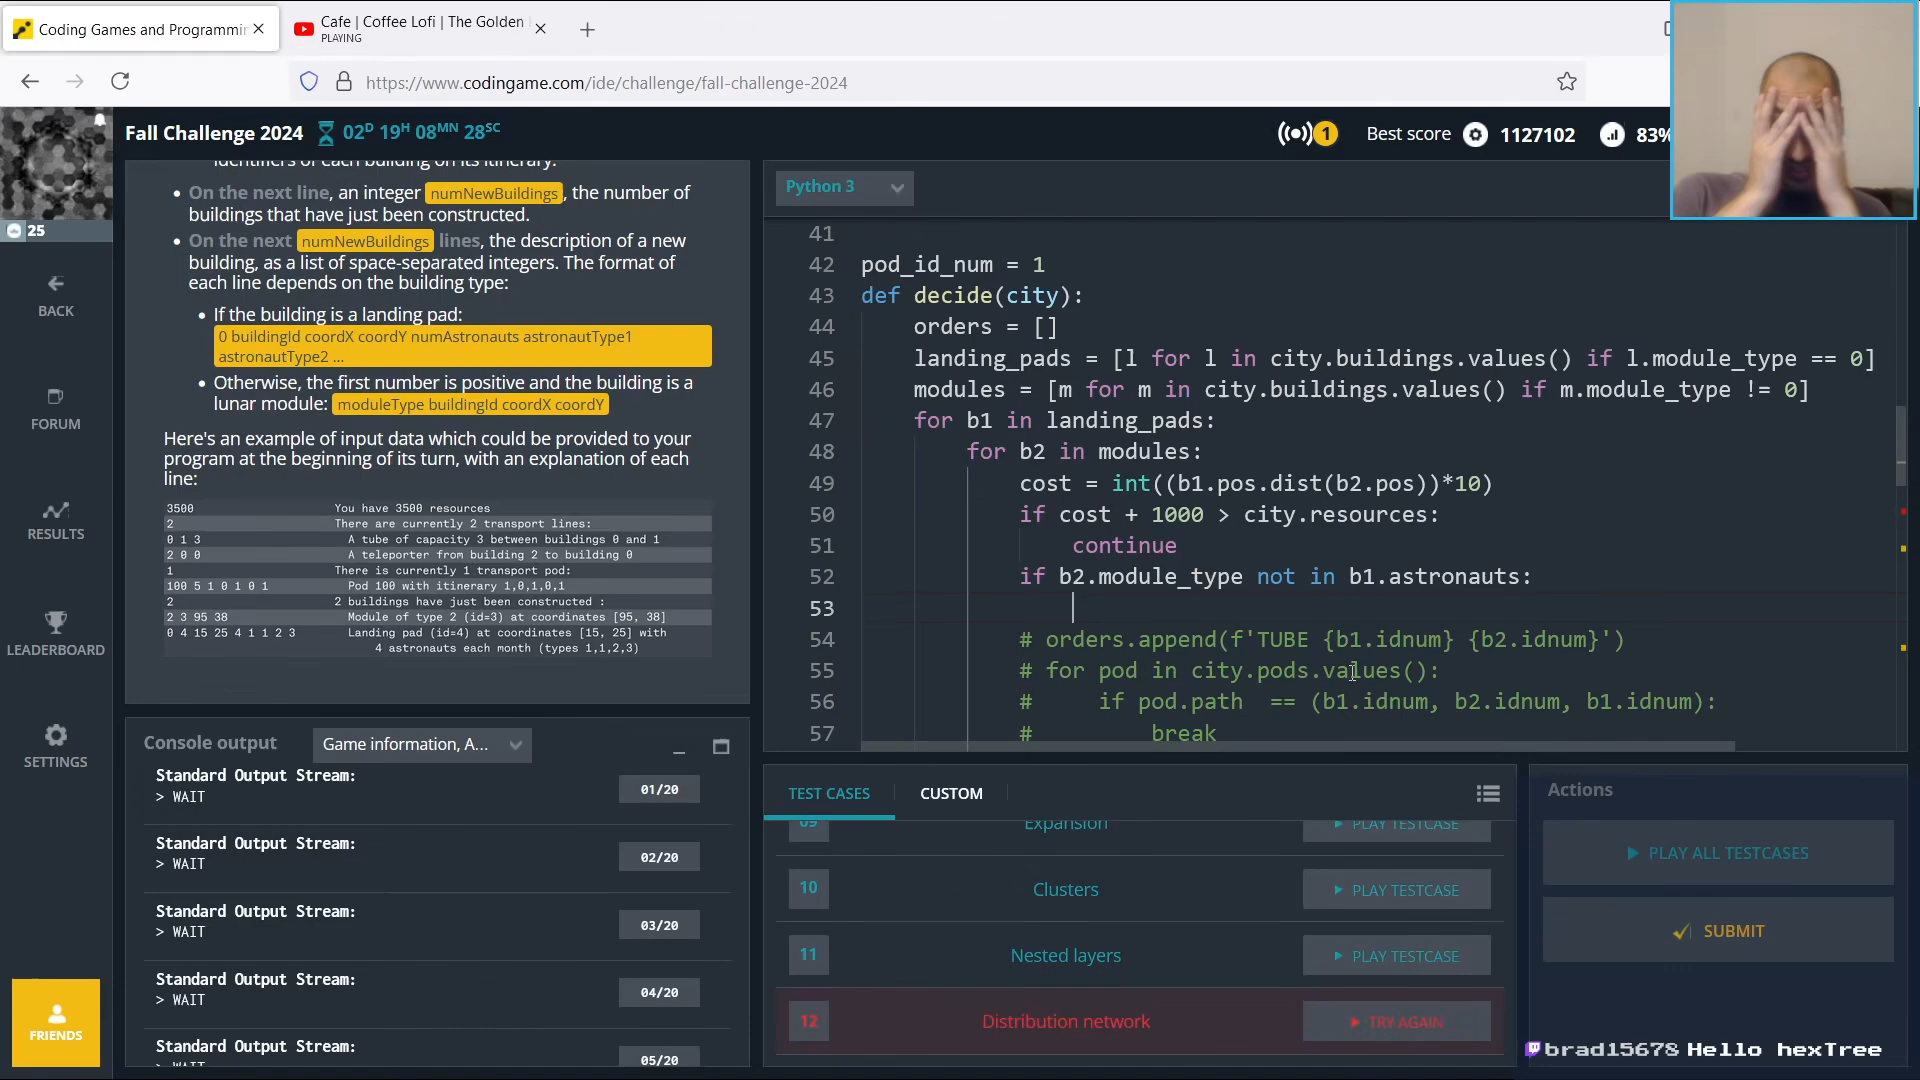 Coding Games and Programmin
Cafe | Coffee Lofi | The Golden
PLAYING
https://www.codingame.com/ide/challenge/fall-challenge-2024
Fall Challenge 2024
02D 19H 08MN 28SC
1
Best score
1127102
83%
25
BACK
FORUM
RESULTS
LEADERBOARD
SETTINGS
FRIENDS
identifiers of each building on its itinerary.
• On the next line, an integer numNewBuildings, the number of
buildings that have just been constructed.
• On the next numNewBuildings lines, the description of a new
building, as a list of space-separated integers. The format of
each line depends on the building type:
• If the building is a landing pad:
0 buildingId coordX coordY numAstronauts astronautType1
astronautType2 ...
• Otherwise, the first number is positive and the building is a
lunar module: moduleType buildingId coordX coordY
Here's an example of input data which could be provided to your
program at the beginning of its turn, with an explanation of each
line:
3500 You have 3500 resources
2 There are currently 2 transport lines:
0 1 3 A tube of capacity 3 between buildings 0 and 1
2 0 0 A teleporter from building 2 to building 0
1 There is currently 1 transport pod:
100 5 1 0 1 0 1 Pod 100 with itinerary 1,0,1,0,1
2 2 buildings have just been constructed :
2 3 95 38 Module of type 2 (id=3) at coordinates [95, 38]
0 4 15 25 4 1 1 2 3 Landing pad (id=4) at coordinates [15, 25] with
4 astronauts each month (types 1,1,2,3)
Python 3
41
42 pod_id_num = 1
43 def decide(city):
44 orders = []
45 landing_pads = [l for l in city.buildings.values() if l.module_type == 0]
46 modules = [m for m in city.buildings.values() if m.module_type != 0]
47 for b1 in landing_pads:
48 for b2 in modules:
49 cost = int((b1.pos.dist(b2.pos))*10)
50 if cost + 1000 > city.resources:
51 continue
52 if b2.module_type not in b1.astronauts:
53
54 # orders.append(f'TUBE {b1.idnum} {b2.idnum}')
55 # for pod in city.pods.values():
56 # if pod.path == (b1.idnum, b2.idnum, b1.idnum):
57 # break
Console output
Game information, A...
Standard Output Stream:
> WAIT
01/20
Standard Output Stream:
> WAIT
02/20
Standard Output Stream:
> WAIT
03/20
Standard Output Stream:
> WAIT
04/20
Standard Output Stream:
> WAIT
05/20
TEST CASES
CUSTOM
09 Expansion PLAY TESTCASE
10 Clusters PLAY TESTCASE
11 Nested layers PLAY TESTCASE
12 Distribution network TRY AGAIN
Actions
PLAY ALL TESTCASES
SUBMIT
brad15678 Hello hexTree